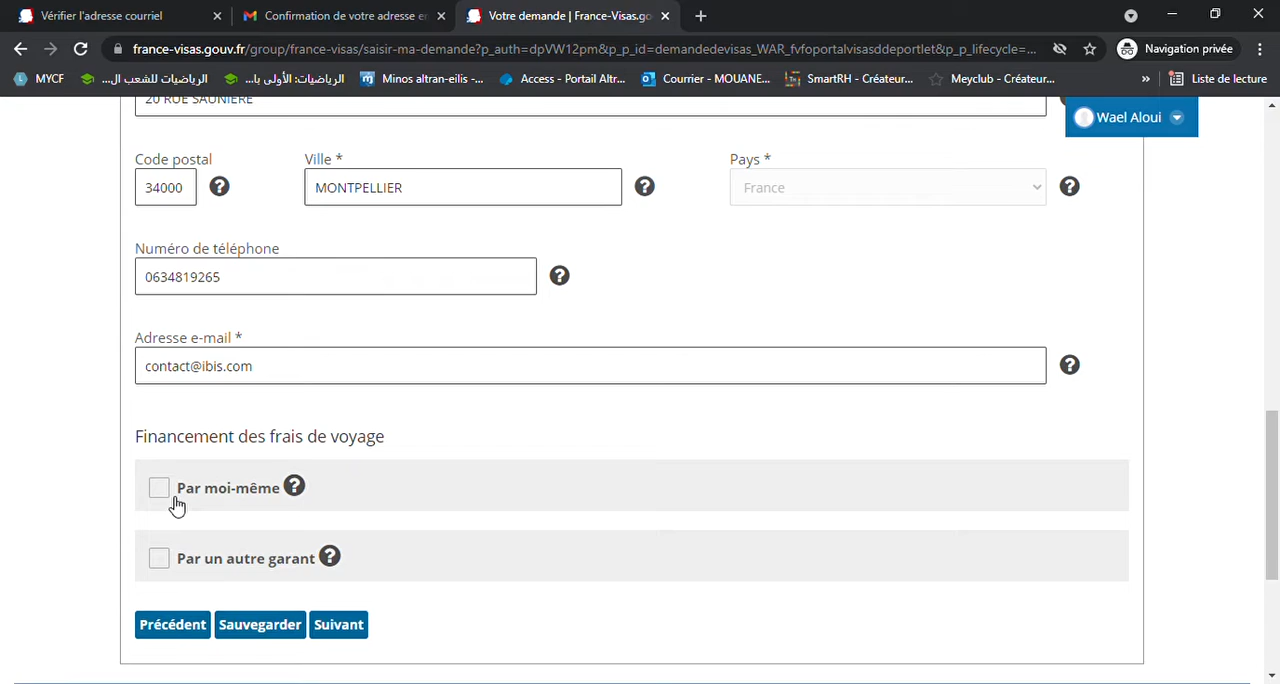 Vérifier l'adresse courriel
Confirmation de votre adresse e
Votre demande | France-Visas.go
france-visas.gouv.fr/group/france-visas/saisir-ma-demande?p_auth=dpVW12pm&p_p_id=demandedevisas_WAR_fvfoportalvisasddeportlet&p_p_lifecycle=...
Navigation privée
MYCF
الرياضيات للشعب ال...
الرياضيات: الأولى با...
Minos altran-eilis -...
Access - Portail Altr...
Courrier - MOUANE...
SmartRH - Créateur...
Meyclub - Créateur...
»
Liste de lecture
20 RUE SAUNIERE
Wael Aloui
Code postal
Ville *
Pays *
34000
MONTPELLIER
France
Numéro de téléphone
0634819265
Adresse e-mail *
contact@ibis.com
Financement des frais de voyage
Par moi-même
Par un autre garant
Précédent Sauvegarder Suivant